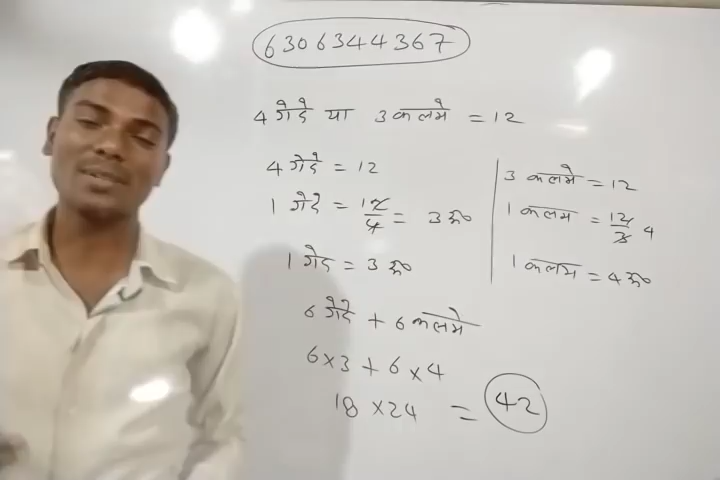 6306344367
4 गेंदे या 3 कलमे = 12
4 गेंदे = 12
1 गेंदे = 12/4 = 3 रू०
1 गेंद = 3 रू०
3 कलमे = 12
1 कलम = 12/3 4
1 कलम = 4 रू०
6 गेंदे + 6 कलमे
6 × 3 + 6 × 4
18 × 24 = 42